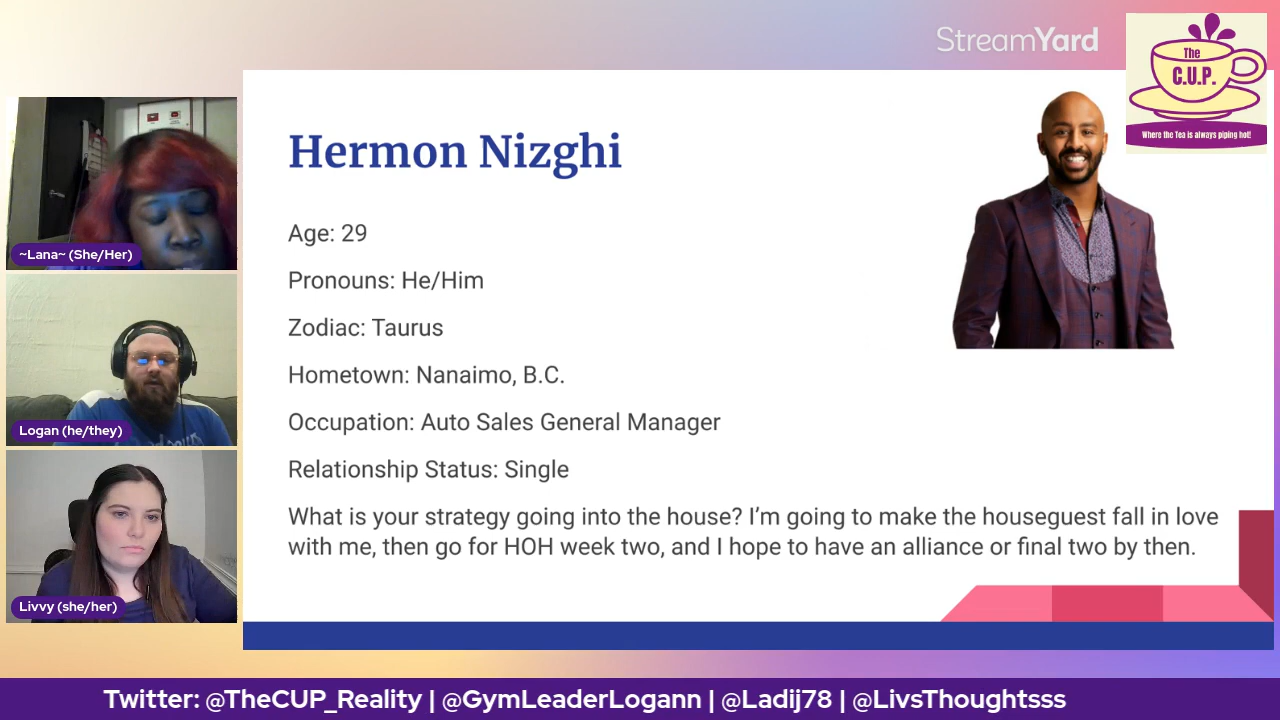 StreamYard
The
C.U.P.
Where the Tea is always piping hot!
Hermon Nizghi
Age: 29
Pronouns: He/Him
Zodiac: Taurus
Hometown: Nanaimo, B.C.
Occupation: Auto Sales General Manager
Relationship Status: Single
What is your strategy going into the house? I’m going to make the houseguest fall in love
with me, then go for HOH week two, and I hope to have an alliance or final two by then.
~Lana~ (She/Her)
Logan (he/they)
Livvy (she/her)
Twitter: @TheCUP_Reality | @GymLeaderLogann | @Ladij78 | @LivsThoughtsss